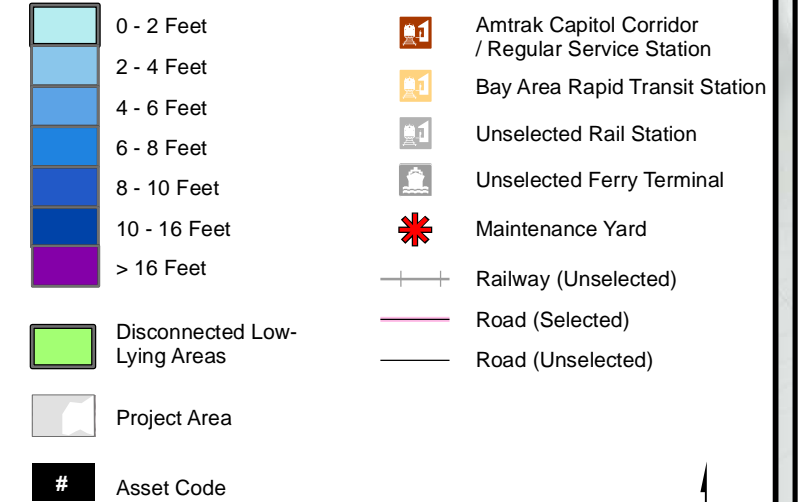 0 - 2 Feet
2 - 4 Feet
4 - 6 Feet
6 - 8 Feet
8 - 10 Feet
10 - 16 Feet
> 16 Feet
Disconnected Low-
Lying Areas
Project Area
# Asset Code
Amtrak Capitol Corridor
/ Regular Service Station
Bay Area Rapid Transit Station
Unselected Rail Station
Unselected Ferry Terminal
Maintenance Yard
Railway (Unselected)
Road (Selected)
Road (Unselected)